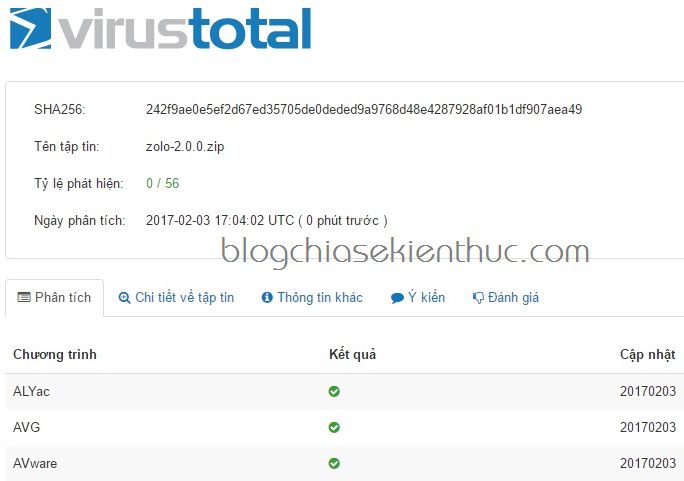 virustotal
SHA256: 242f9ae0e5ef2d67ed35705de0deded9a9768d48e4287928af01b1df907aea49
Tên tập tin: zolo-2.0.0.zip
Tỷ lệ phát hiện: 0 / 56
Ngày phân tích: 2017-02-03 17:04:02 UTC ( 0 phút trước )
blogchiasekienthuc.com
Phân tích Chi tiết về tập tin Thông tin khác Ý kiến Đánh giá
Chương trình Kết quả Cập nhật
ALYac 20170203
AVG 20170203
AVware 20170203